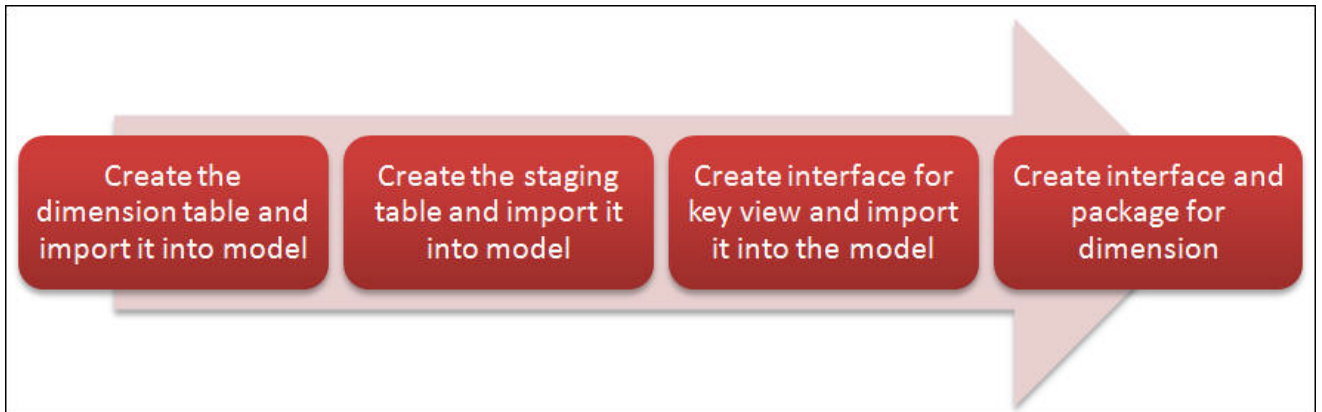 Create the
dimension table and
import it into model
Create the staging
table and import it
into model
Create interface for
key view and import
it into the model
Create interface and
package for
dimension